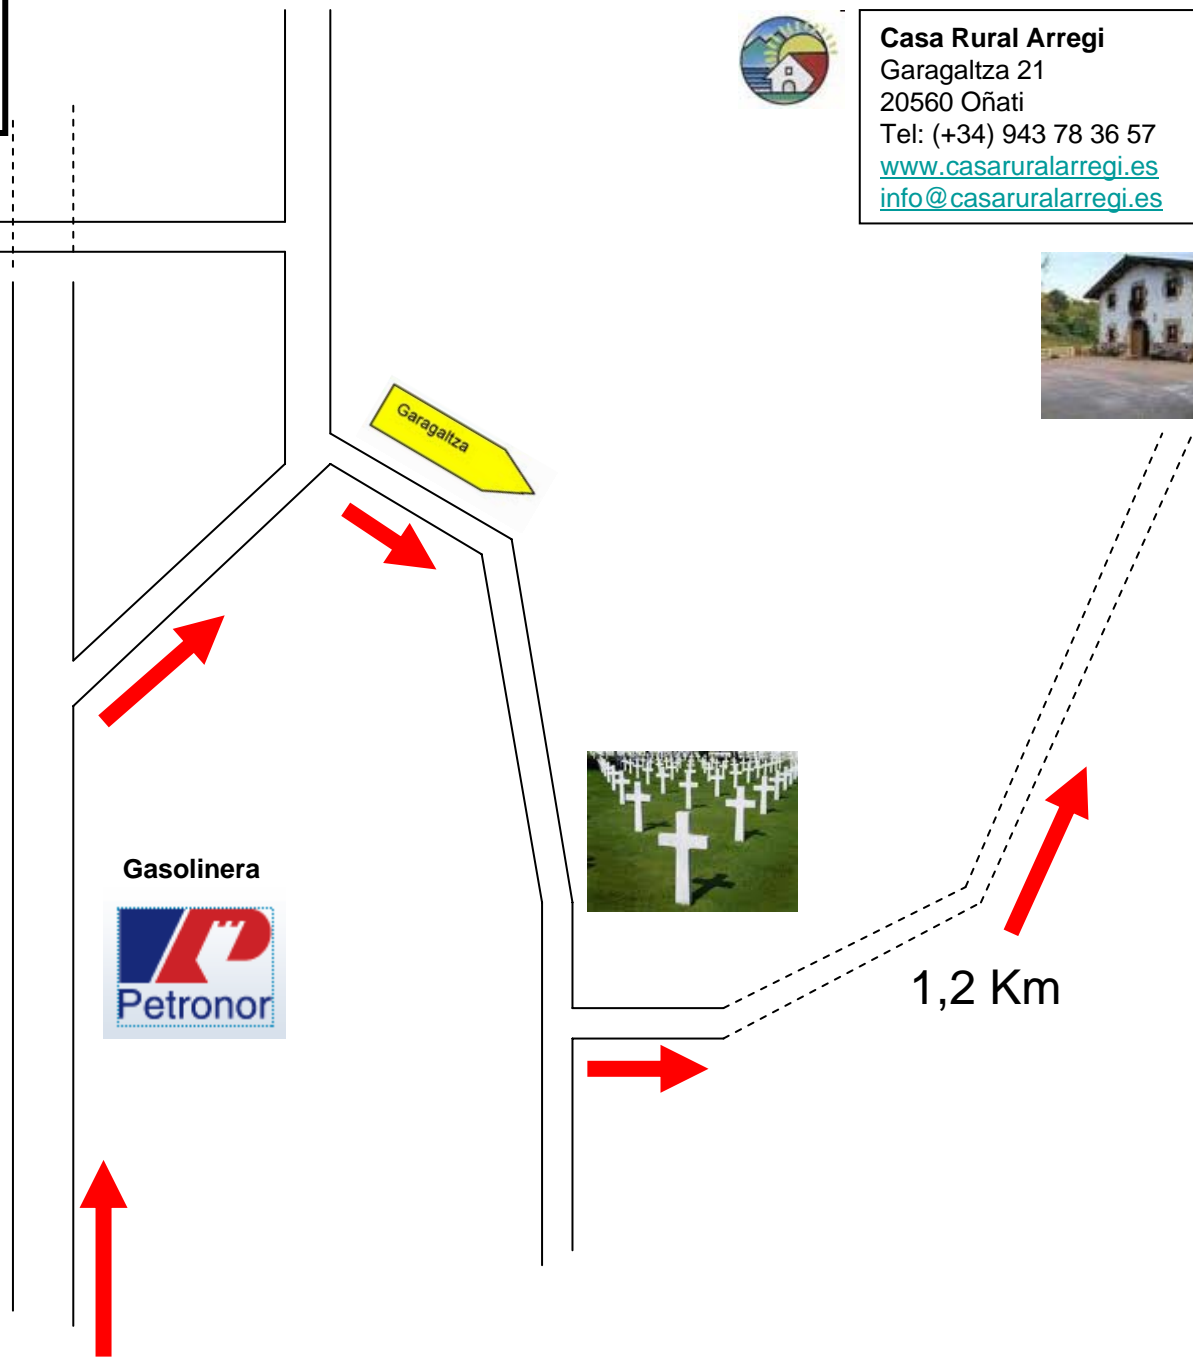 Casa Rural Arregi
Garagaltza 21
20560 Oñati
Tel: (+34) 943 78 36 57
www.casaruralarregi.es
info@casaruralarregi.es
Garagaltza
Gasolinera
Petronor
1,2 Km